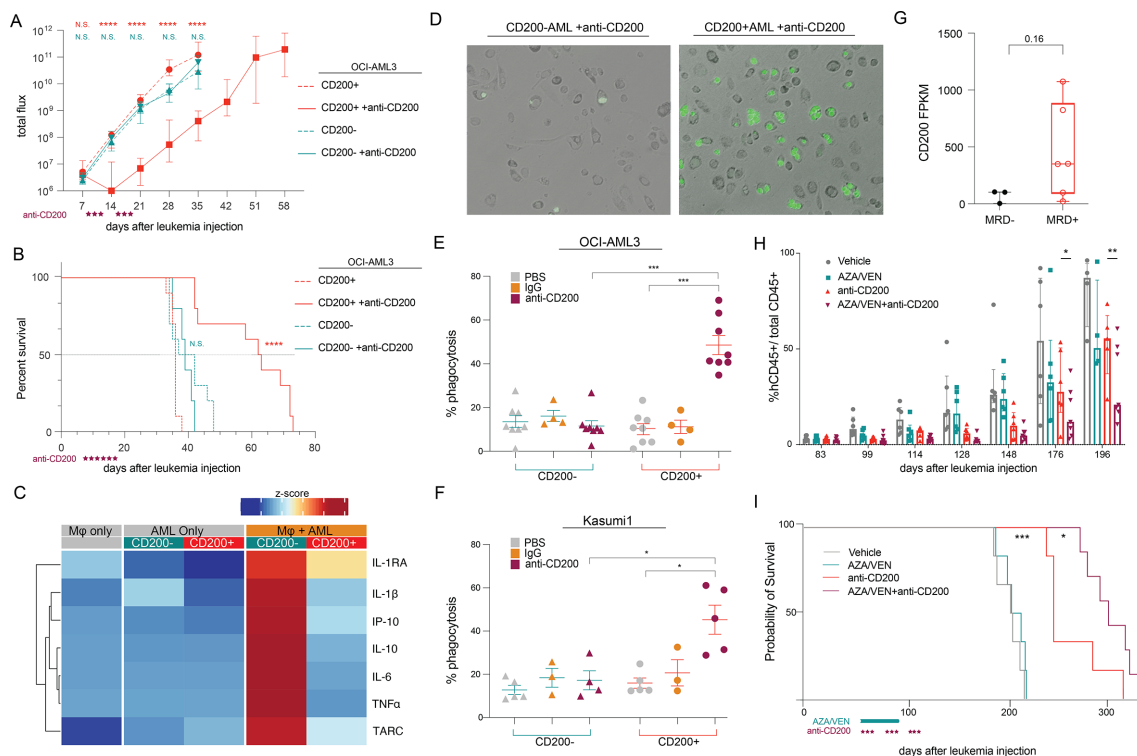 A
N.S. **** **** **** ****
N.S. N.S. N.S. N.S. N.S.
10^12
10^11
10^10
10^9
10^8
10^7
10^6
total flux
7 14 21 28 35 42 51 58
anti-CD200
days after leukemia injection
OCI-AML3
CD200+
CD200+ +anti-CD200
CD200-
CD200- +anti-CD200
B
OCI-AML3
CD200+
CD200+ +anti-CD200
CD200-
CD200- +anti-CD200
100
50
0
Percent survival
N.S.
****
0 20 40 60 80
anti-CD200
days after leukemia injection
C
z-score
Mφ only
AML Only
Mφ + AML
CD200- CD200+ CD200- CD200+
IL-1RA
IL-1β
IP-10
IL-10
IL-6
TNFα
TARC
D
CD200-AML +anti-CD200
CD200+AML +anti-CD200
E
OCI-AML3
PBS
IgG
anti-CD200
***
***
80
60
40
20
0
% phagocytosis
CD200- CD200+
F
Kasumi1
PBS
IgG
anti-CD200
*
*
80
60
40
20
0
% phagocytosis
CD200- CD200+
G
0.16
1500
1000
500
0
CD200 FPKM
MRD- MRD+
H
Vehicle
AZA/VEN
anti-CD200
AZA/VEN+anti-CD200
* **
100
50
0
%hCD45+/ total CD45+
83 99 114 128 148 176 196
days after leukemia injection
I
100
50
Probability of Survival
Vehicle
AZA/VEN
anti-CD200
AZA/VEN+anti-CD200
*** *
0 100 200 300
AZA/VEN
anti-CD200
days after leukemia injection